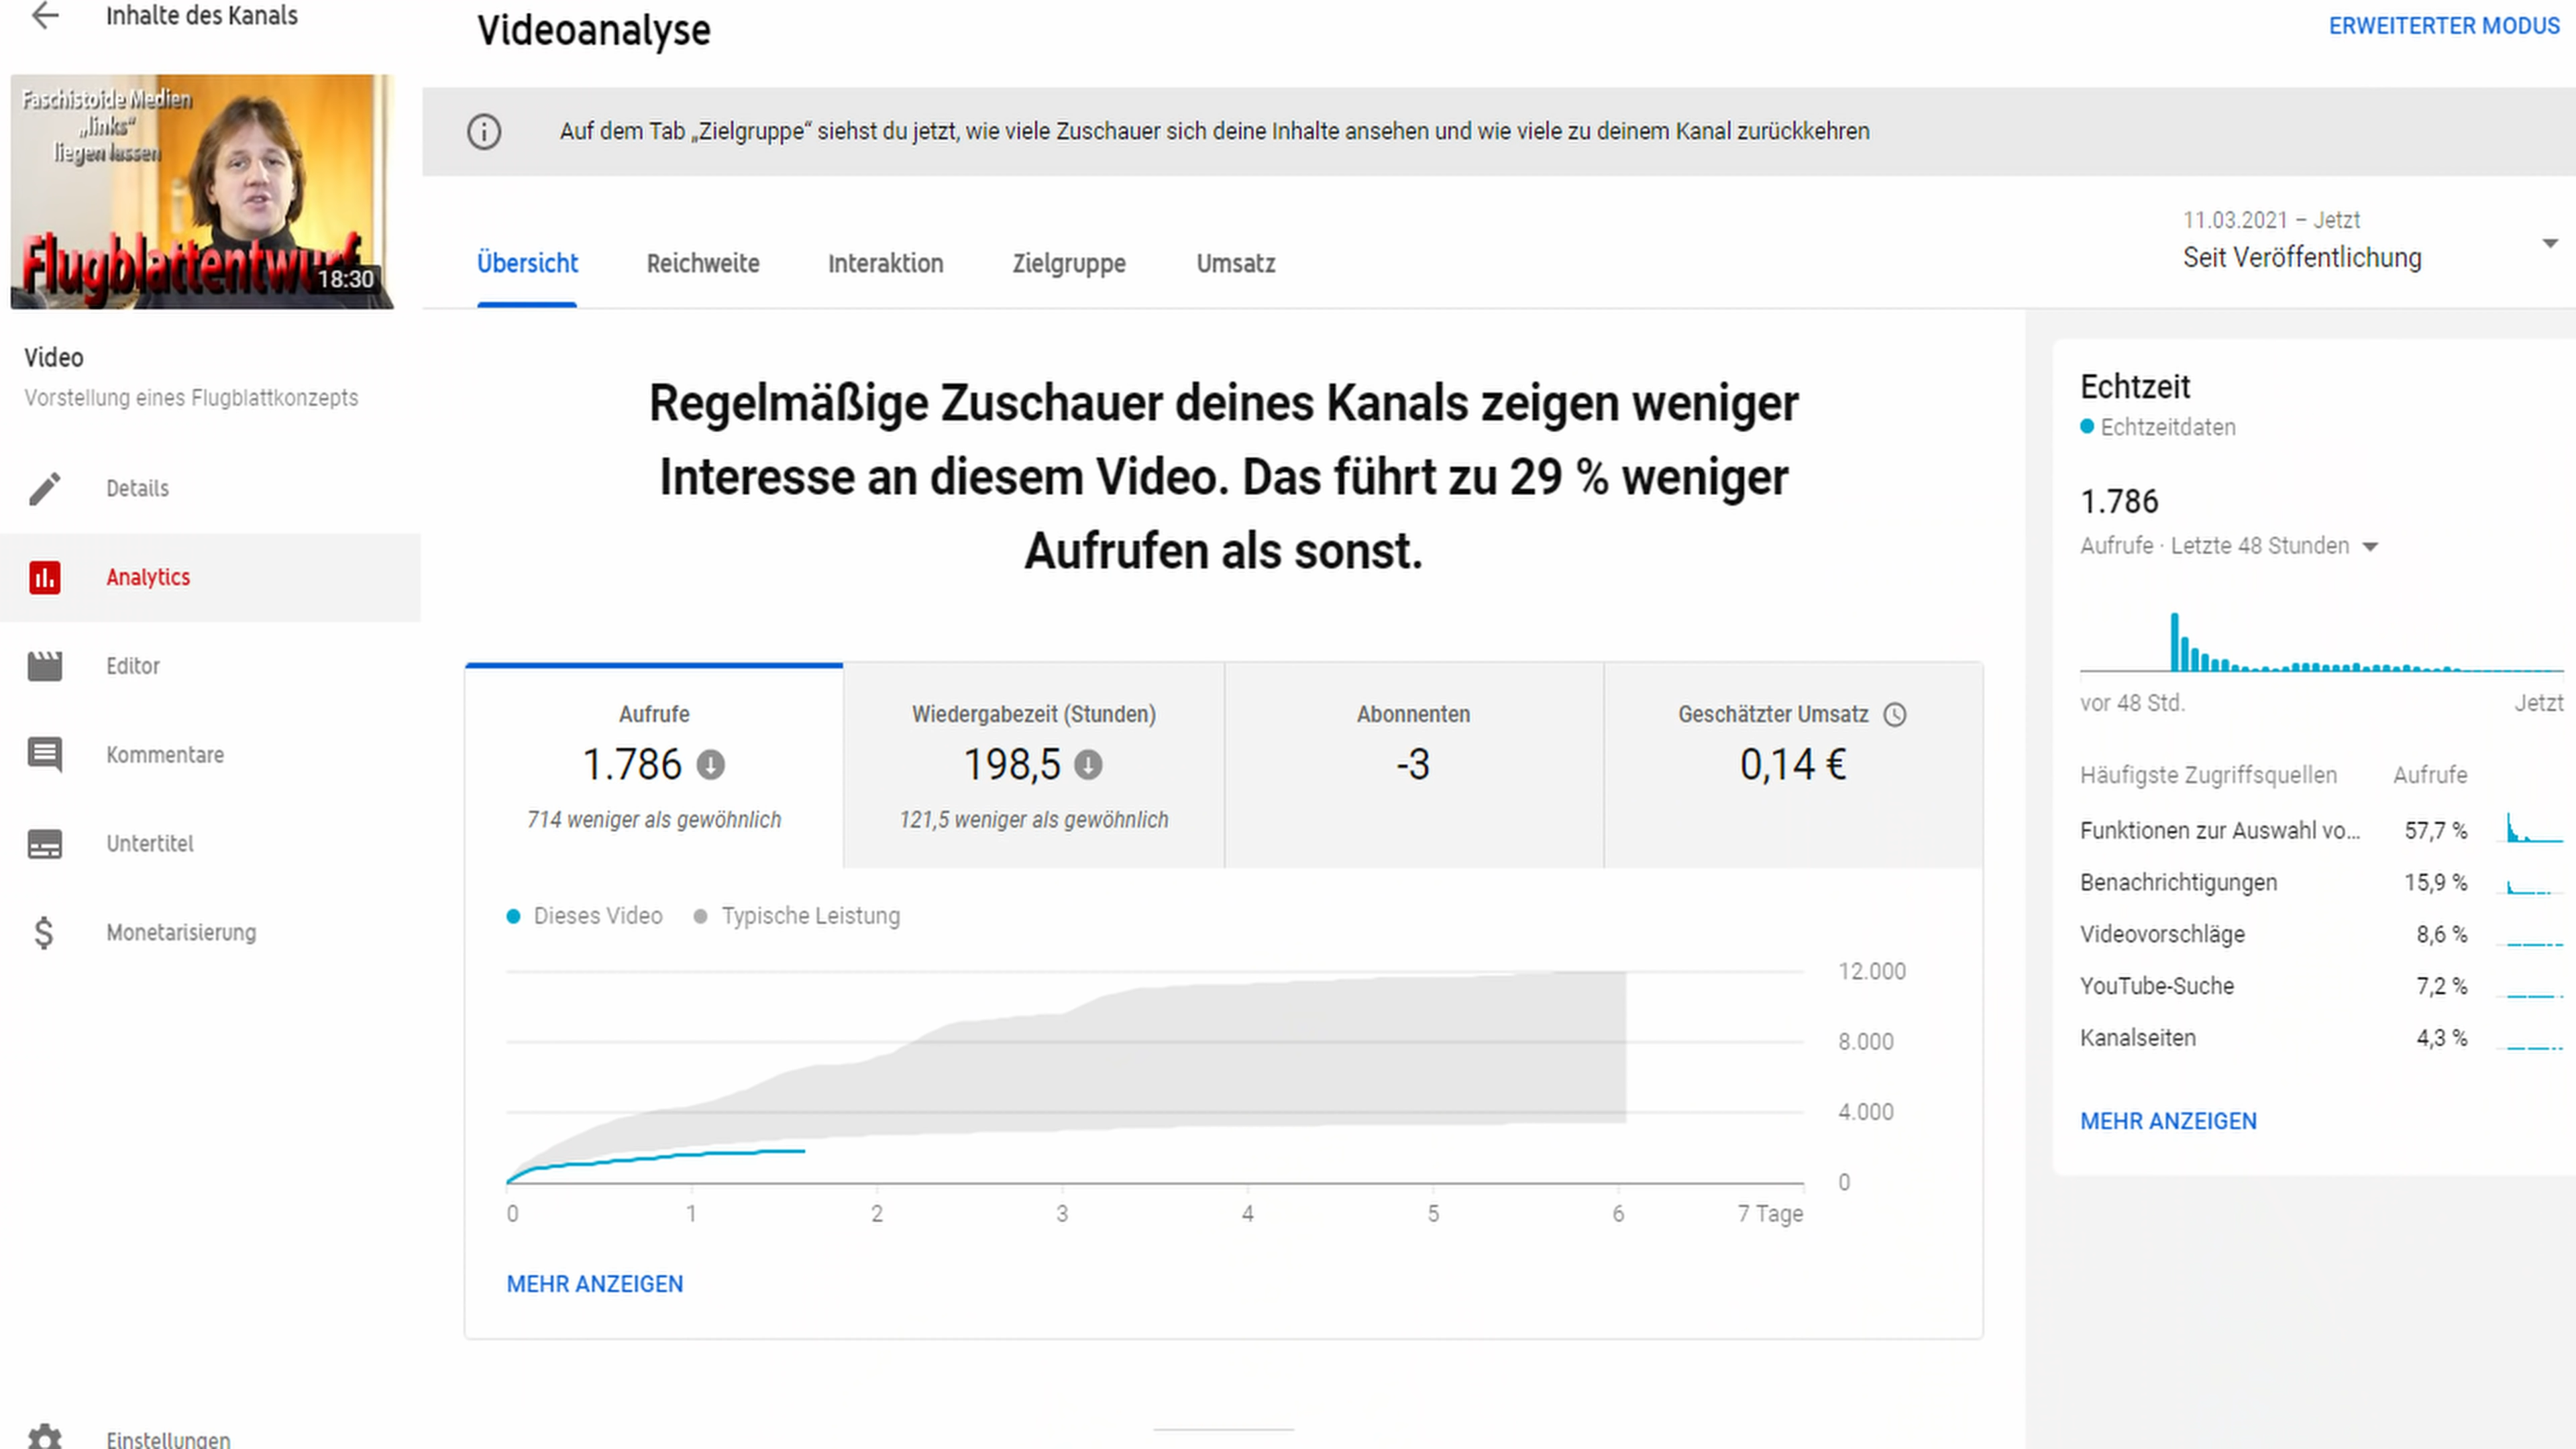 Inhalte des Kanals
Videoanalyse
ERWEITERTER MODUS
Faschistoide Medien
„links“
liegen lassen
Flugblattentwurf
18:30
Auf dem Tab „Zielgruppe“ siehst du jetzt, wie viele Zuschauer sich deine Inhalte ansehen und wie viele zu deinem Kanal zurückkehren
Übersicht
Reichweite
Interaktion
Zielgruppe
Umsatz
11.03.2021 – Jetzt
Seit Veröffentlichung
Video
Vorstellung eines Flugblattkonzepts
Details
Analytics
Editor
Kommentare
Untertitel
Monetarisierung
Einstellungen
Regelmäßige Zuschauer deines Kanals zeigen weniger
Interesse an diesem Video. Das führt zu 29 % weniger
Aufrufen als sonst.
Aufrufe
1.786
714 weniger als gewöhnlich
Wiedergabezeit (Stunden)
198,5
121,5 weniger als gewöhnlich
Abonnenten
-3
Geschätzter Umsatz
0,14 €
Dieses Video
Typische Leistung
12.000
8.000
4.000
0
0 1 2 3 4 5 6 7 Tage
MEHR ANZEIGEN
Echtzeit
Echtzeitdaten
1.786
Aufrufe · Letzte 48 Stunden
vor 48 Std. Jetzt
Häufigste Zugriffsquellen Aufrufe
Funktionen zur Auswahl vo... 57,7 %
Benachrichtigungen 15,9 %
Videovorschläge 8,6 %
YouTube-Suche 7,2 %
Kanalseiten 4,3 %
MEHR ANZEIGEN